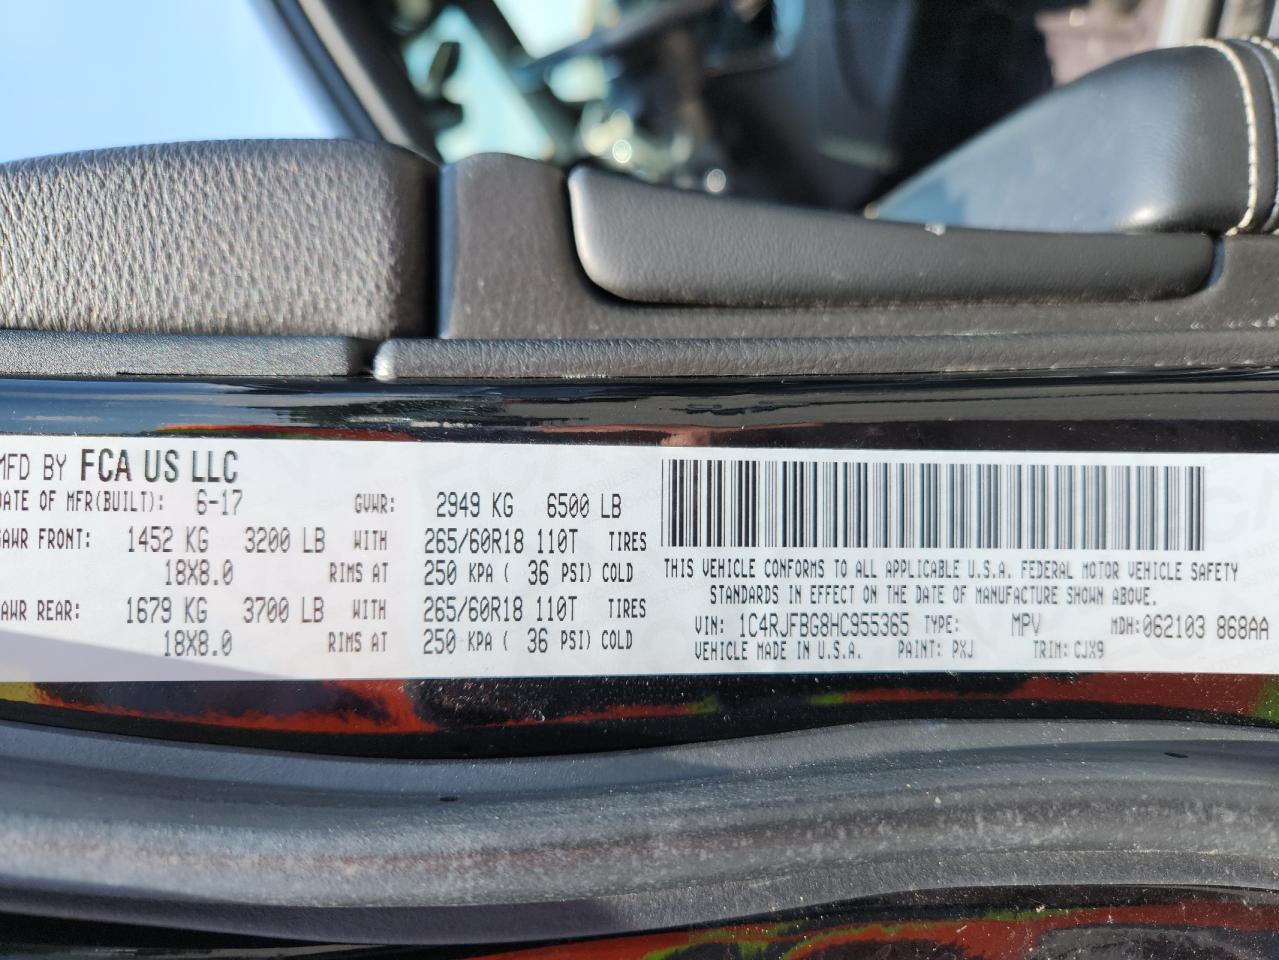 MFD BY FCA US LLC
DATE OF MFR(BUILT): 6-17 GVWR: 2949 KG 6500 LB
GAWR FRONT: 1452 KG 3200 LB WITH 265/60R18 110T TIRES
18X8.0 RIMS AT 250 KPA ( 36 PSI) COLD
GAWR REAR: 1679 KG 3700 LB WITH 265/60R18 110T TIRES
18X8.0 RIMS AT 250 KPA ( 36 PSI) COLD
THIS VEHICLE CONFORMS TO ALL APPLICABLE U.S.A. FEDERAL MOTOR VEHICLE SAFETY
STANDARDS IN EFFECT ON THE DATE OF MANUFACTURE SHOWN ABOVE.
VIN: 1C4RJFBG8HC955365 TYPE: MPV MDH:062103 868AA
VEHICLE MADE IN U.S.A. PAINT: PXJ TRIM:CJX9